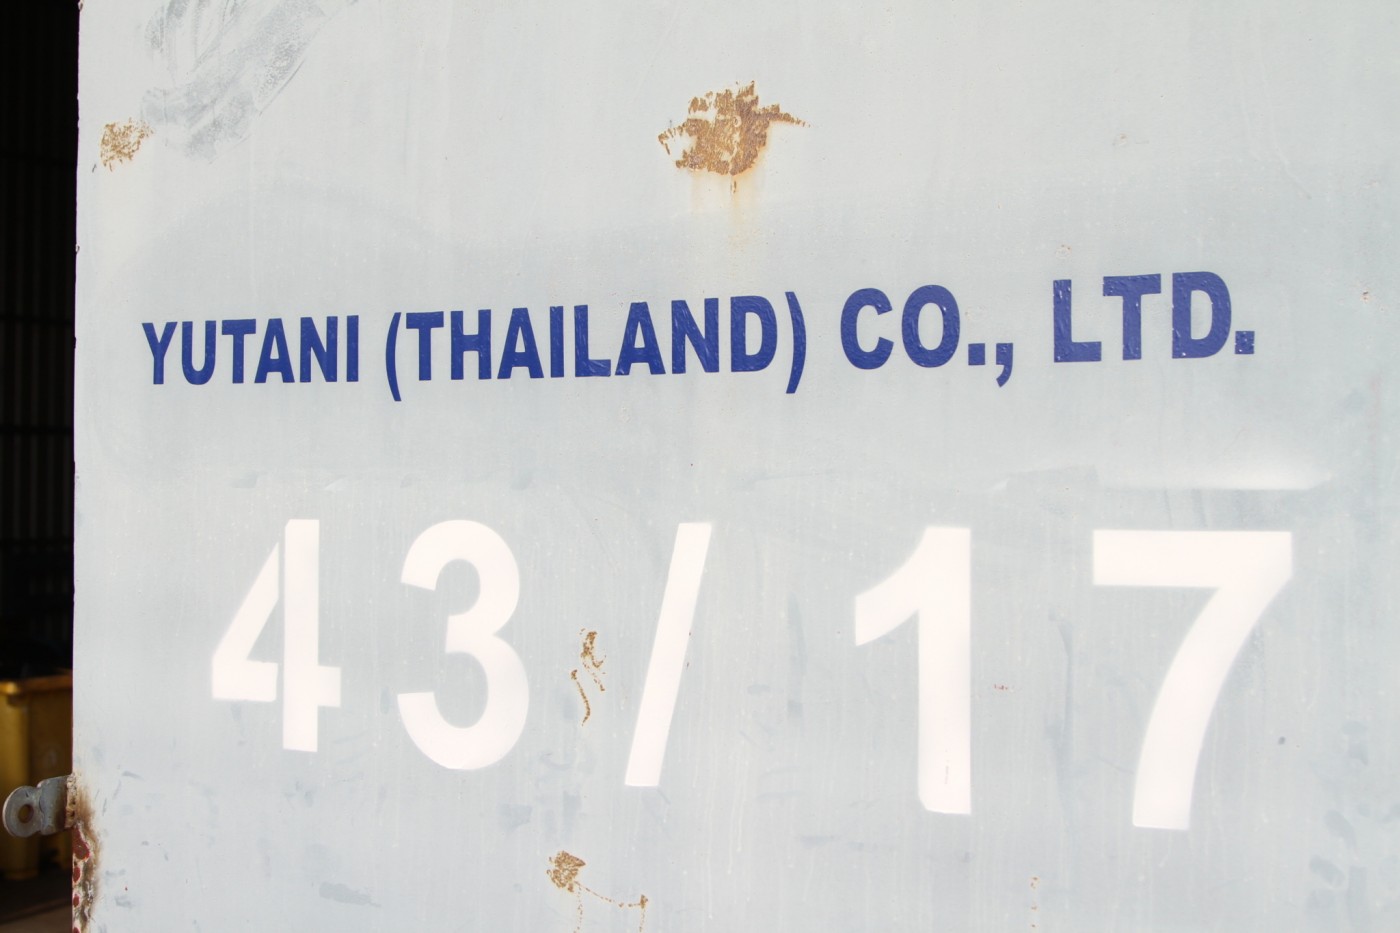 YUTANI (THAILAND) CO., LTD.
43/17